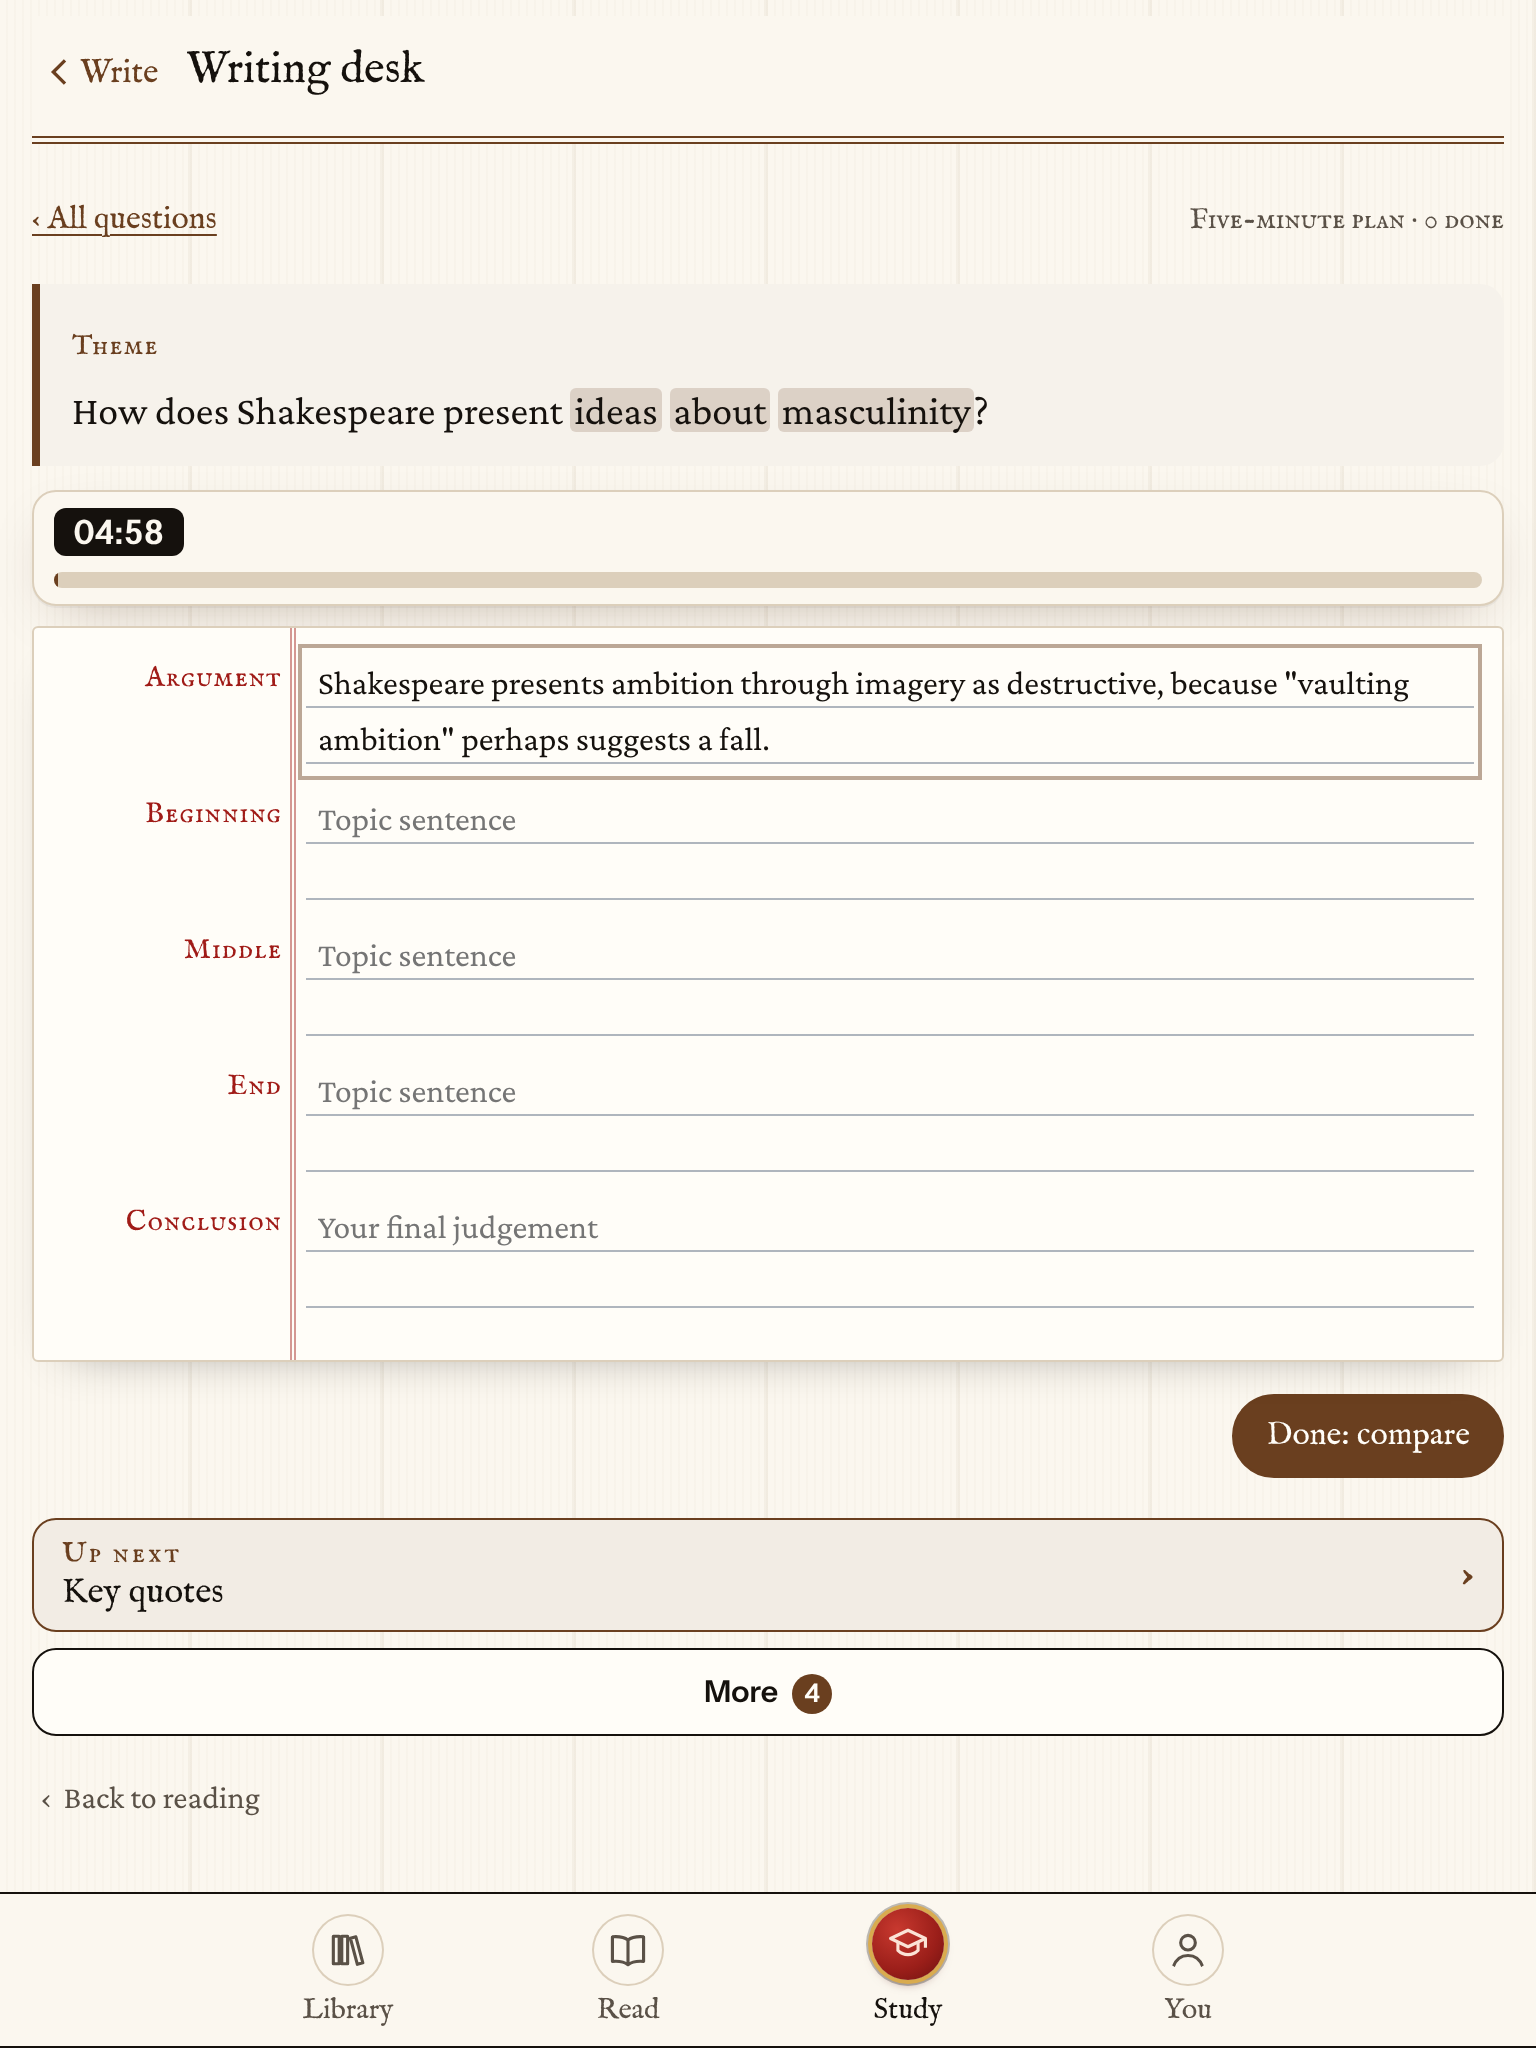 Write Writing desk
‹ All questions
Five-minute plan · 0 done
Theme
How does Shakespeare present ideas about masculinity?
04:58
Argument
Shakespeare presents ambition through imagery as destructive, because "vaulting
ambition" perhaps suggests a fall.
Beginning
Topic sentence
Middle
Topic sentence
End
Topic sentence
Conclusion
Your final judgement
Done: compare
Up next
Key quotes
›
More 4
‹ Back to reading
Library
Read
Study
You